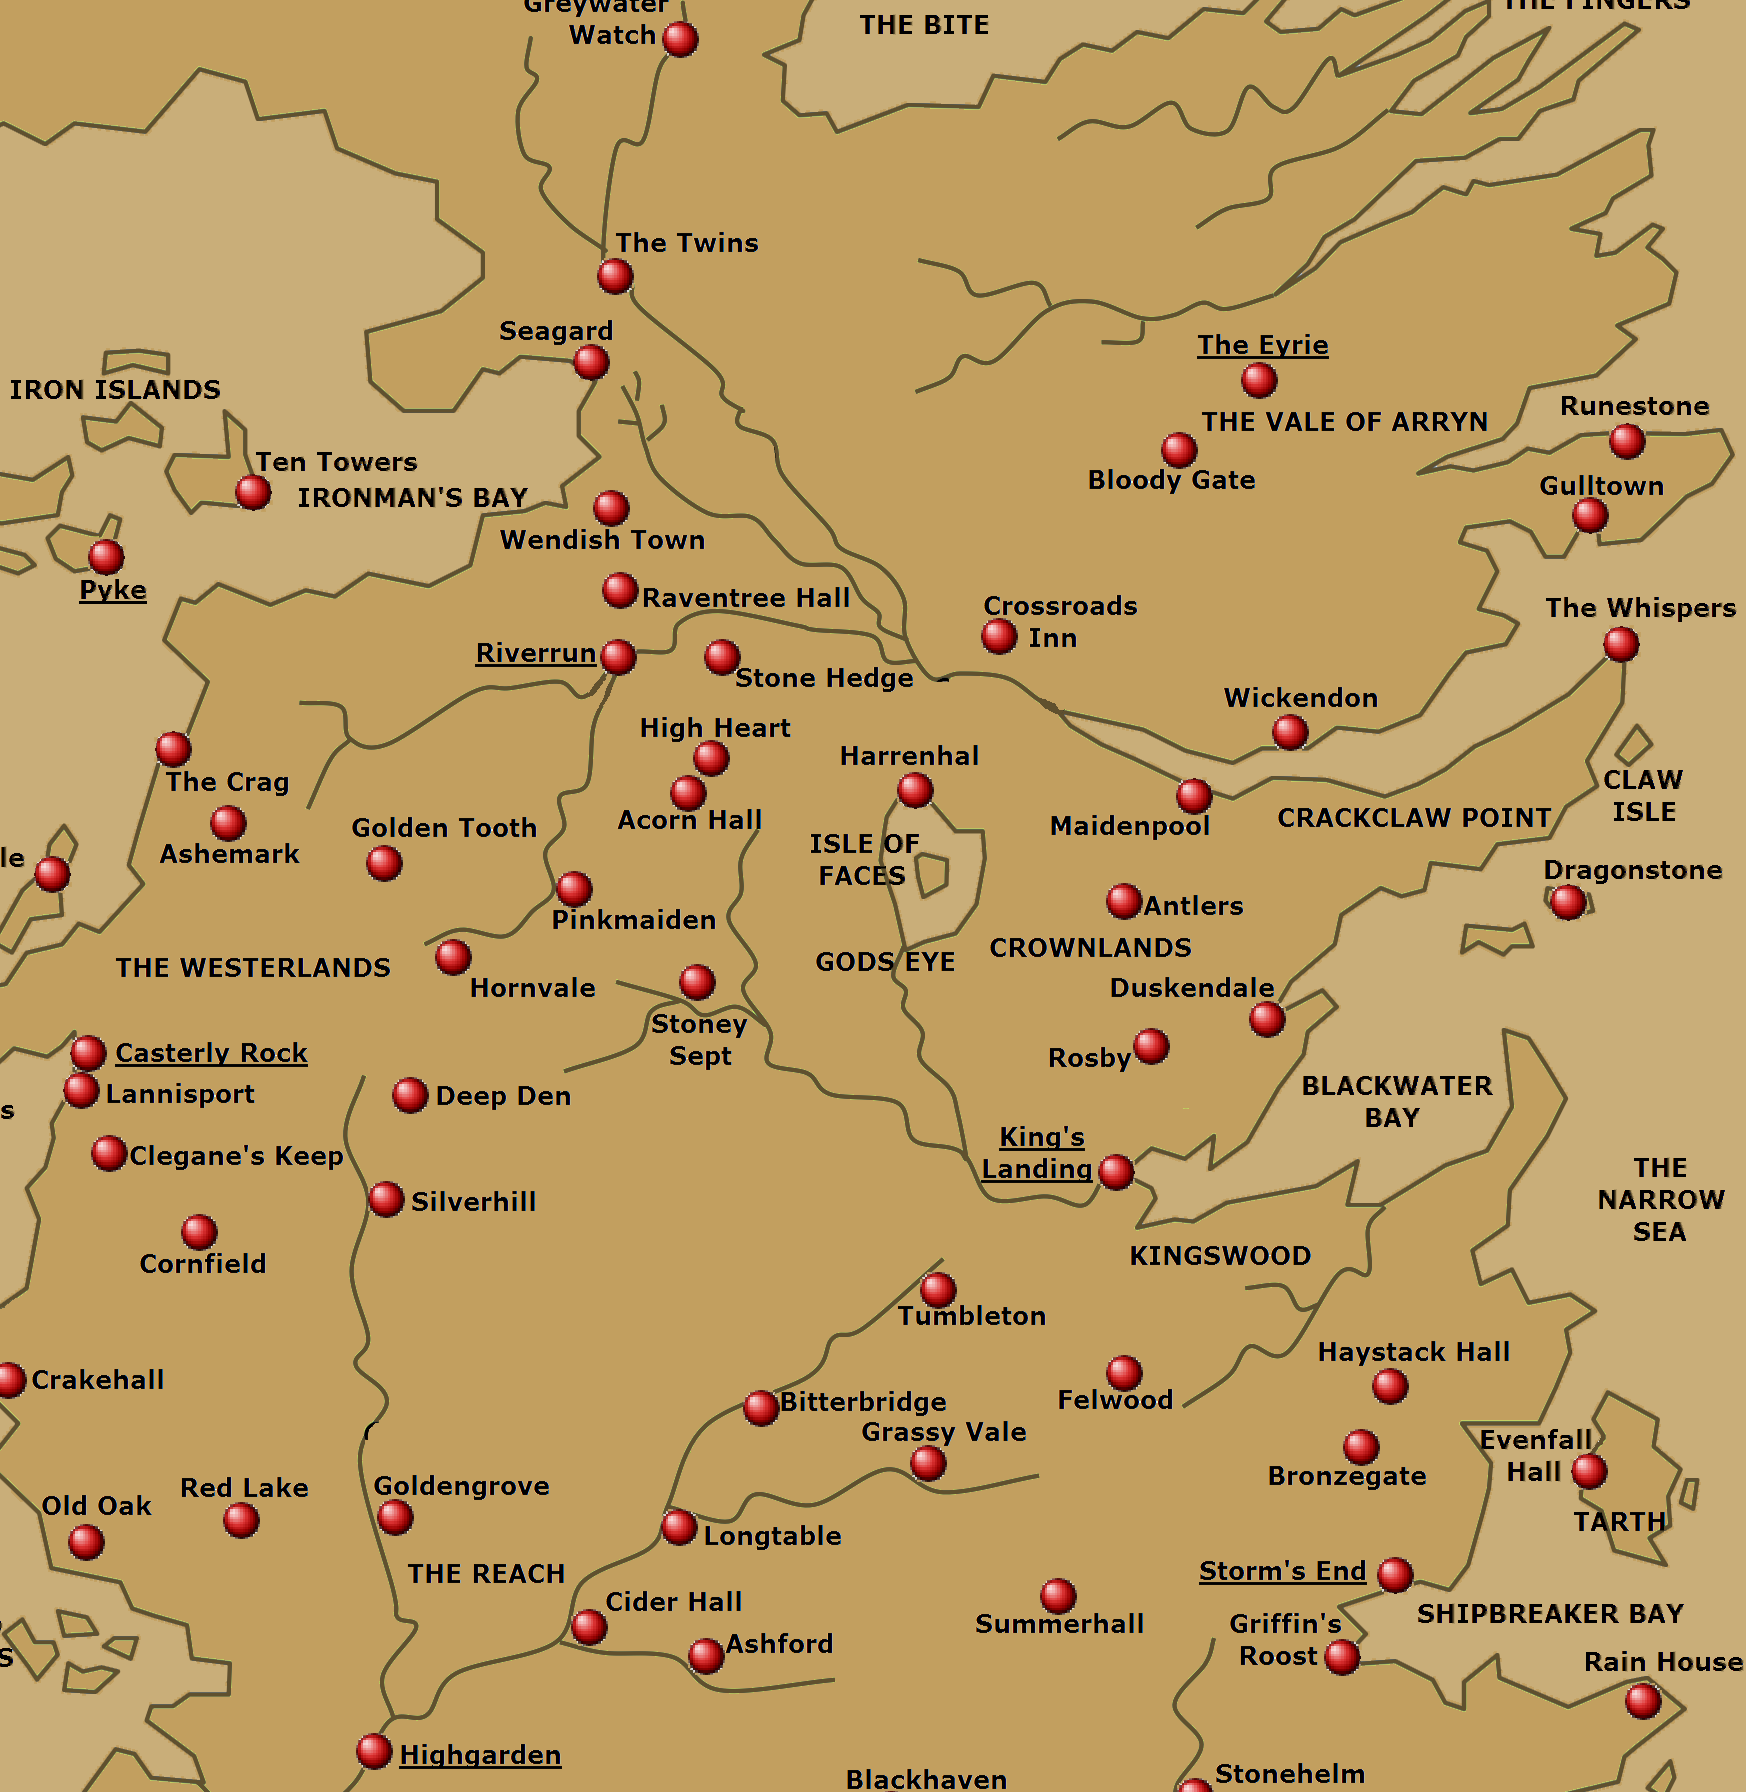 Greywater
Watch
THE BITE
THE FINGERS
The Twins
Seagard
The Eyrie
IRON ISLANDS
THE VALE OF ARRYN
Runestone
Ten Towers
IRONMAN'S BAY
Bloody Gate
Gulltown
Wendish Town
Pyke
Raventree Hall
Crossroads
Inn
The Whispers
Riverrun
Stone Hedge
Wickendon
High Heart
Harrenhal
The Crag
CLAW
ISLE
Acorn Hall
Golden Tooth
Maidenpool
CRACKCLAW POINT
ISLE OF
FACES
Ashemark
le
Dragonstone
Pinkmaiden
Antlers
CROWNLANDS
GODS EYE
THE WESTERLANDS
Hornvale
Duskendale
Stoney
Sept
Rosby
Casterly Rock
Lannisport
Deep Den
BLACKWATER
BAY
s
King's
Landing
Clegane's Keep
THE
NARROW
SEA
Silverhill
Cornfield
KINGSWOOD
Tumbleton
Haystack Hall
Crakehall
Bitterbridge
Felwood
Grassy Vale
Evenfall
Hall
Bronzegate
Red Lake
Goldengrove
Old Oak
Longtable
TARTH
THE REACH
Storm's End
Cider Hall
Summerhall
SHIPBREAKER BAY
Griffin's
Roost
Ashford
S
Rain House
Highgarden
Blackhaven
Stonehelm